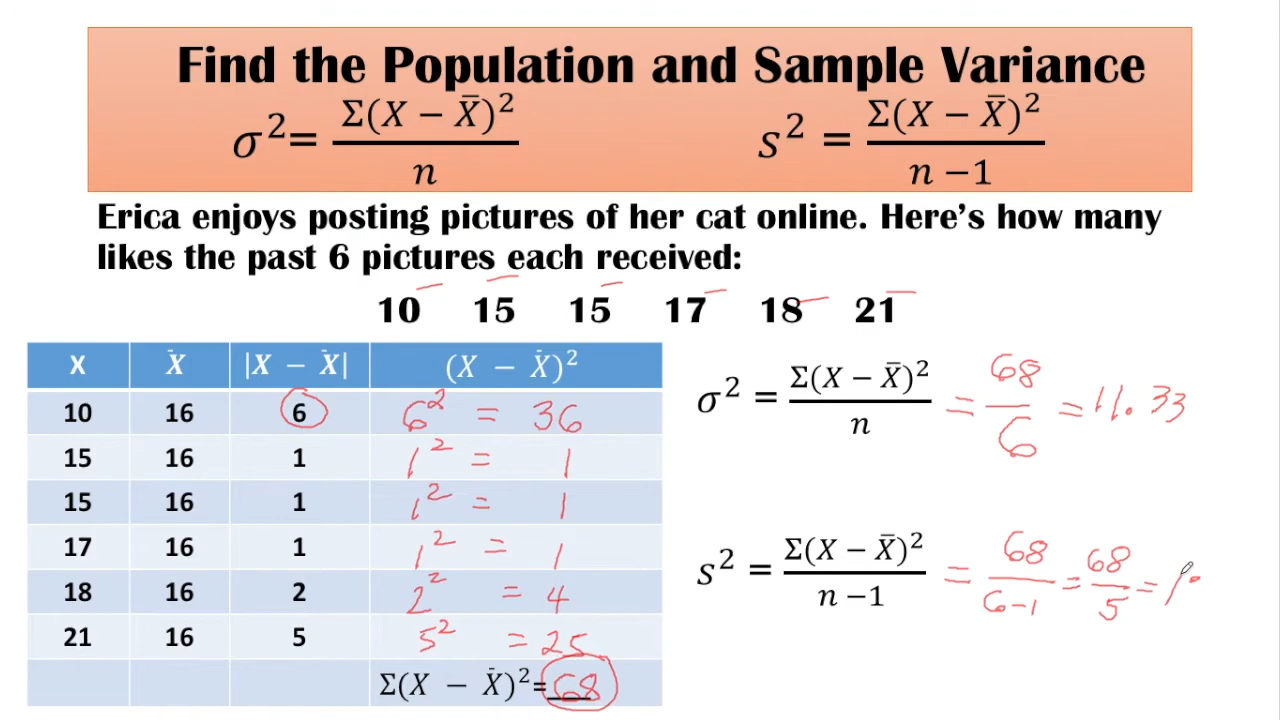 Find the Population and Sample Variance
σ²= Σ(X − X̄)² / n
s² = Σ(X − X̄)² / n −1
Erica enjoys posting pictures of her cat online. Here's how many
likes the past 6 pictures each received:
10 15 15 17 18 21
X X̄ |X − X̄| (X − X̄)²
10 16 6 6² = 36
15 16 1 1² = 1
15 16 1 1² = 1
17 16 1 1² = 1
18 16 2 2² = 4
21 16 5 5² = 25
Σ(X − X̄)²=68
σ² = Σ(X − X̄)² / n = 68 / 6 = 11.33
s² = Σ(X − X̄)² / n −1 = 68 / 6−1 = 68 / 5 = 1